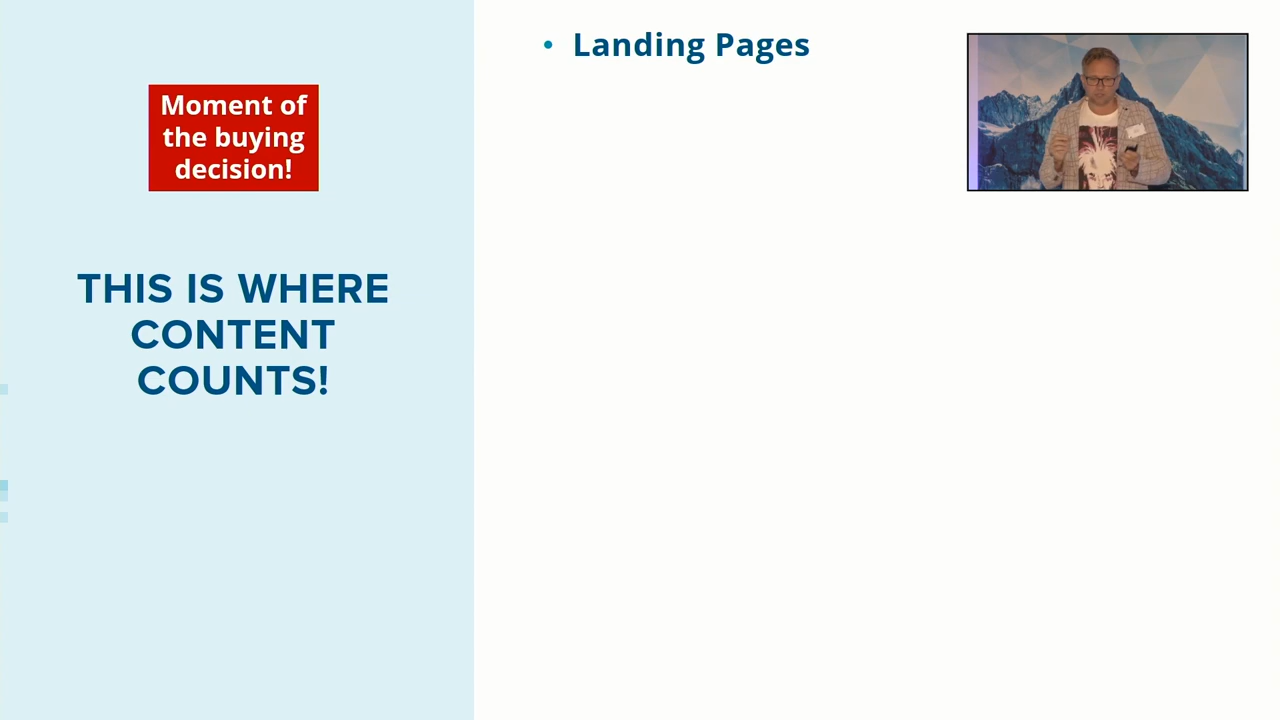 Moment of
the buying
decision!
THIS IS WHERE
CONTENT
COUNTS!
• Landing Pages